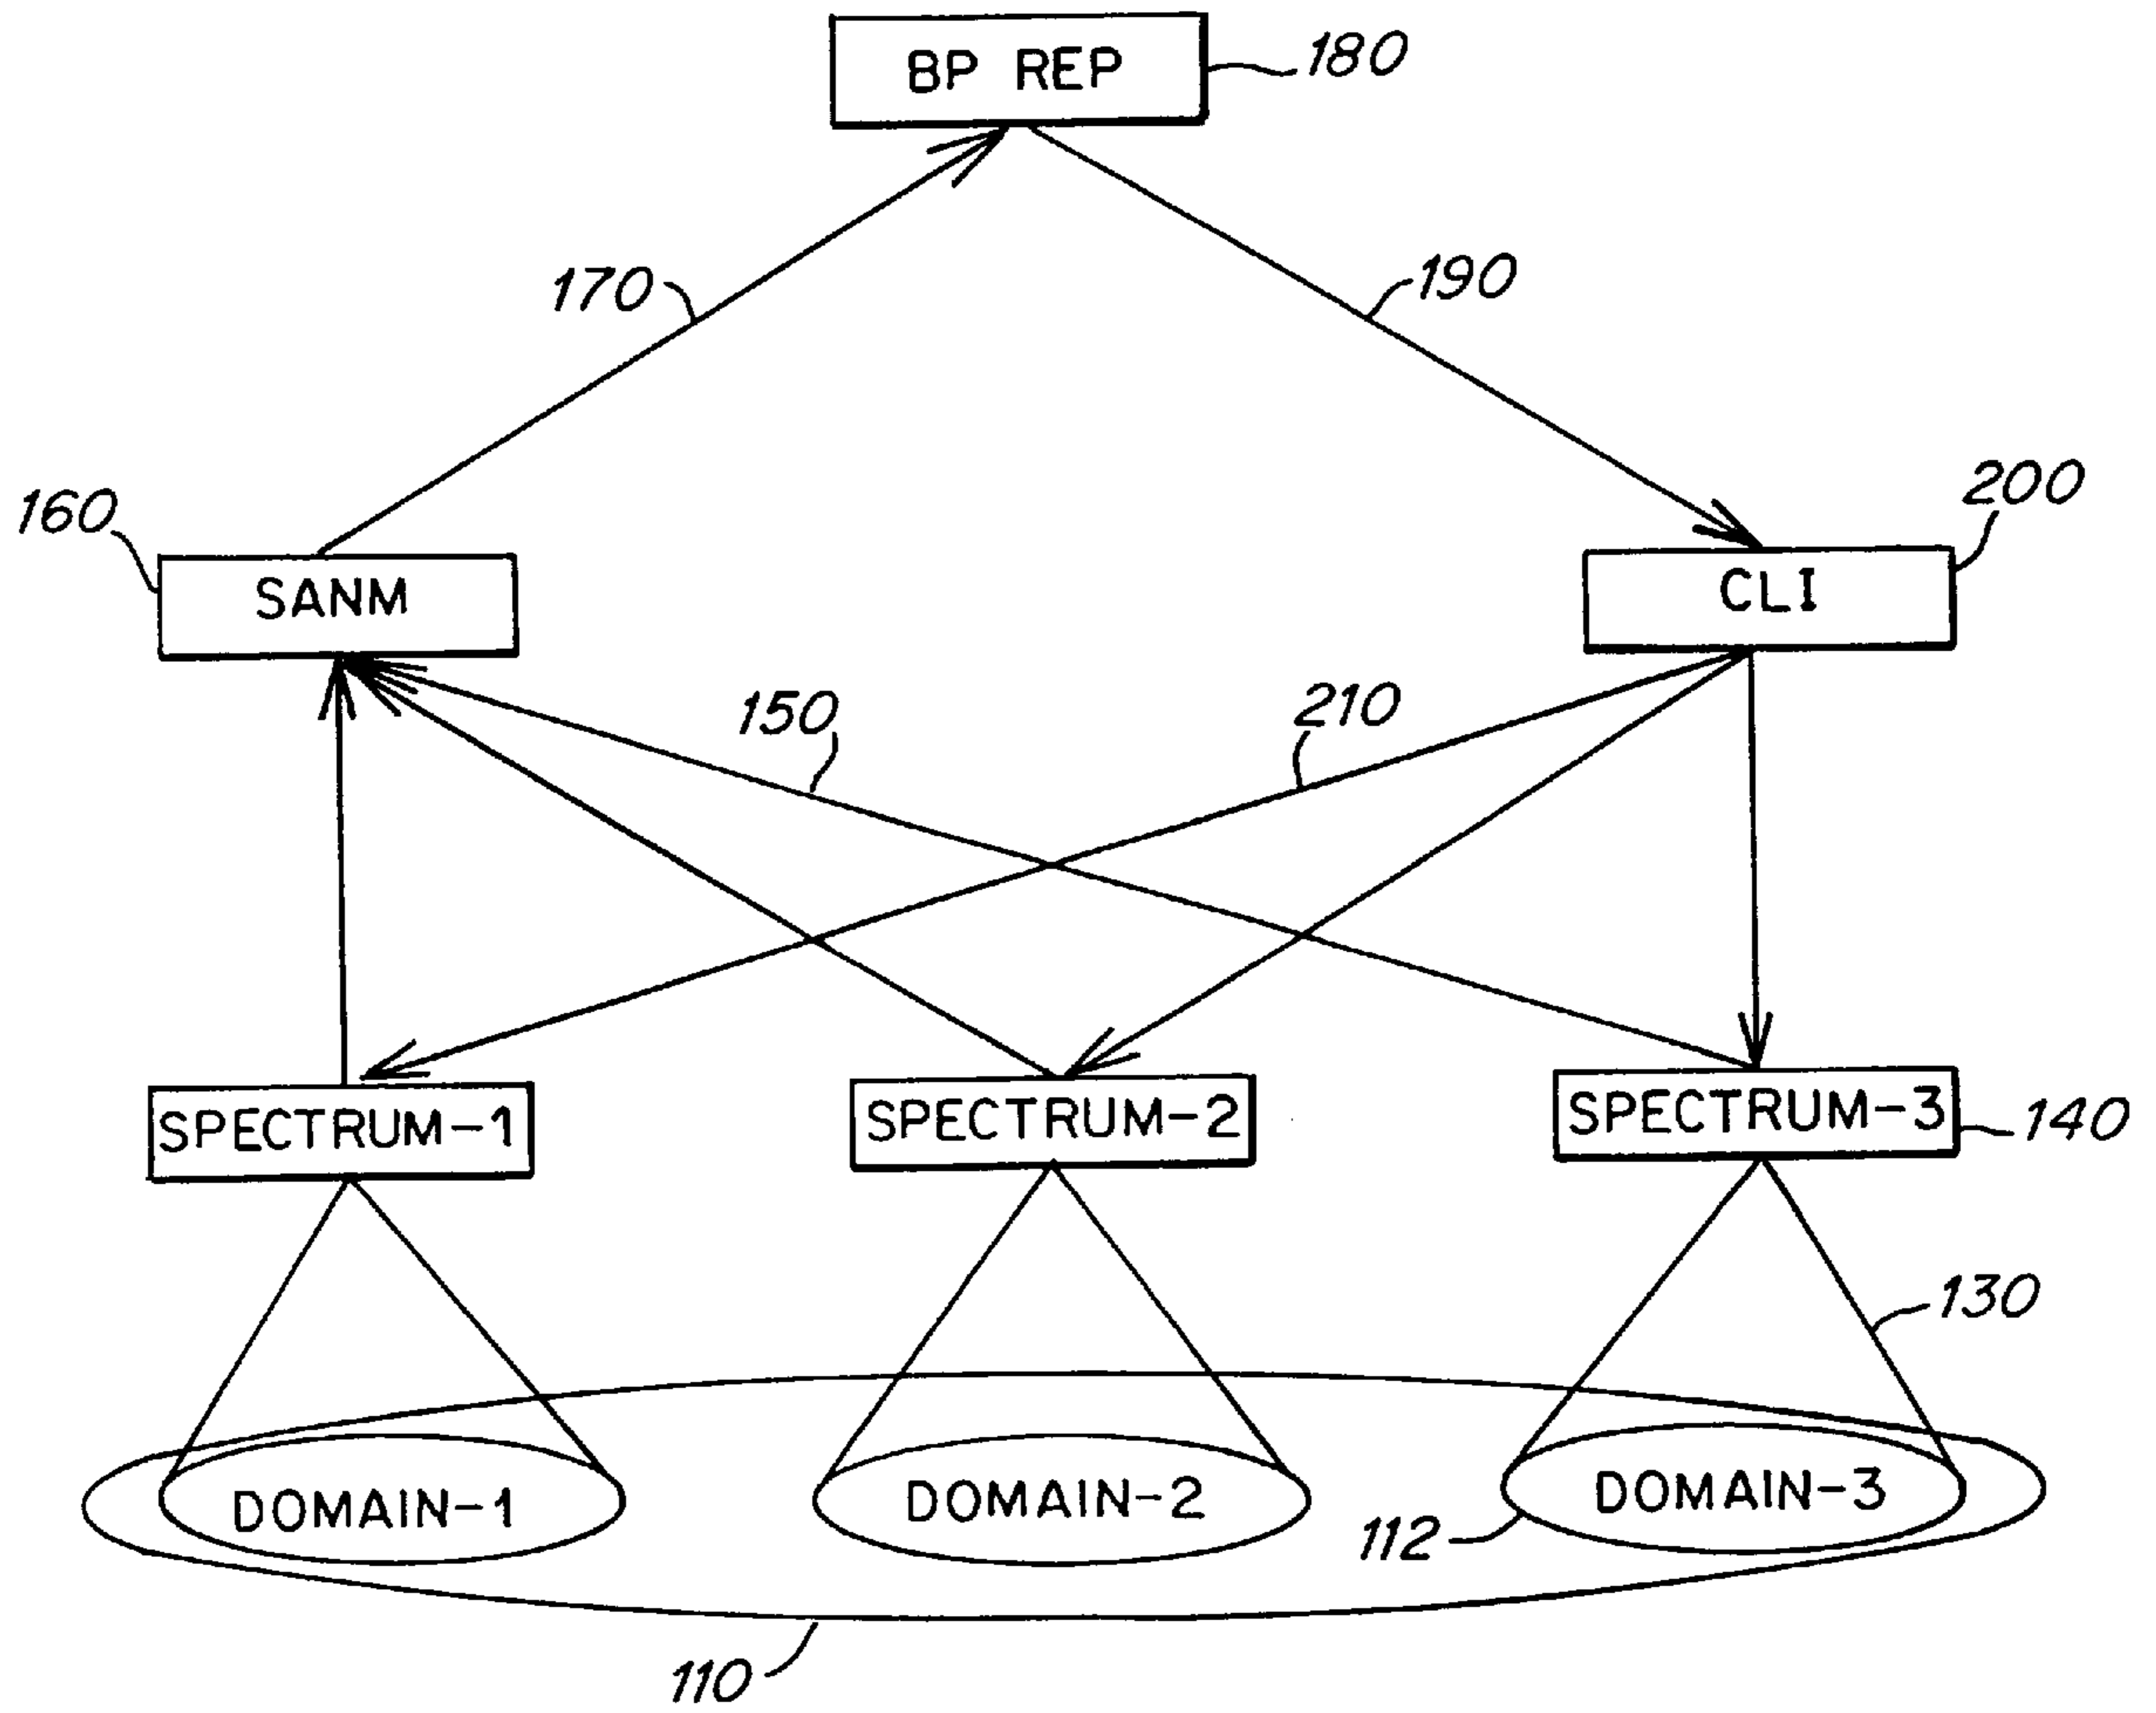 BP REP
180
170
190
160
SANM
200
CLI
150
210
SPECTRUM-1
SPECTRUM-2
SPECTRUM-3
140
130
DOMAIN-1
DOMAIN-2
DOMAIN-3
112
110